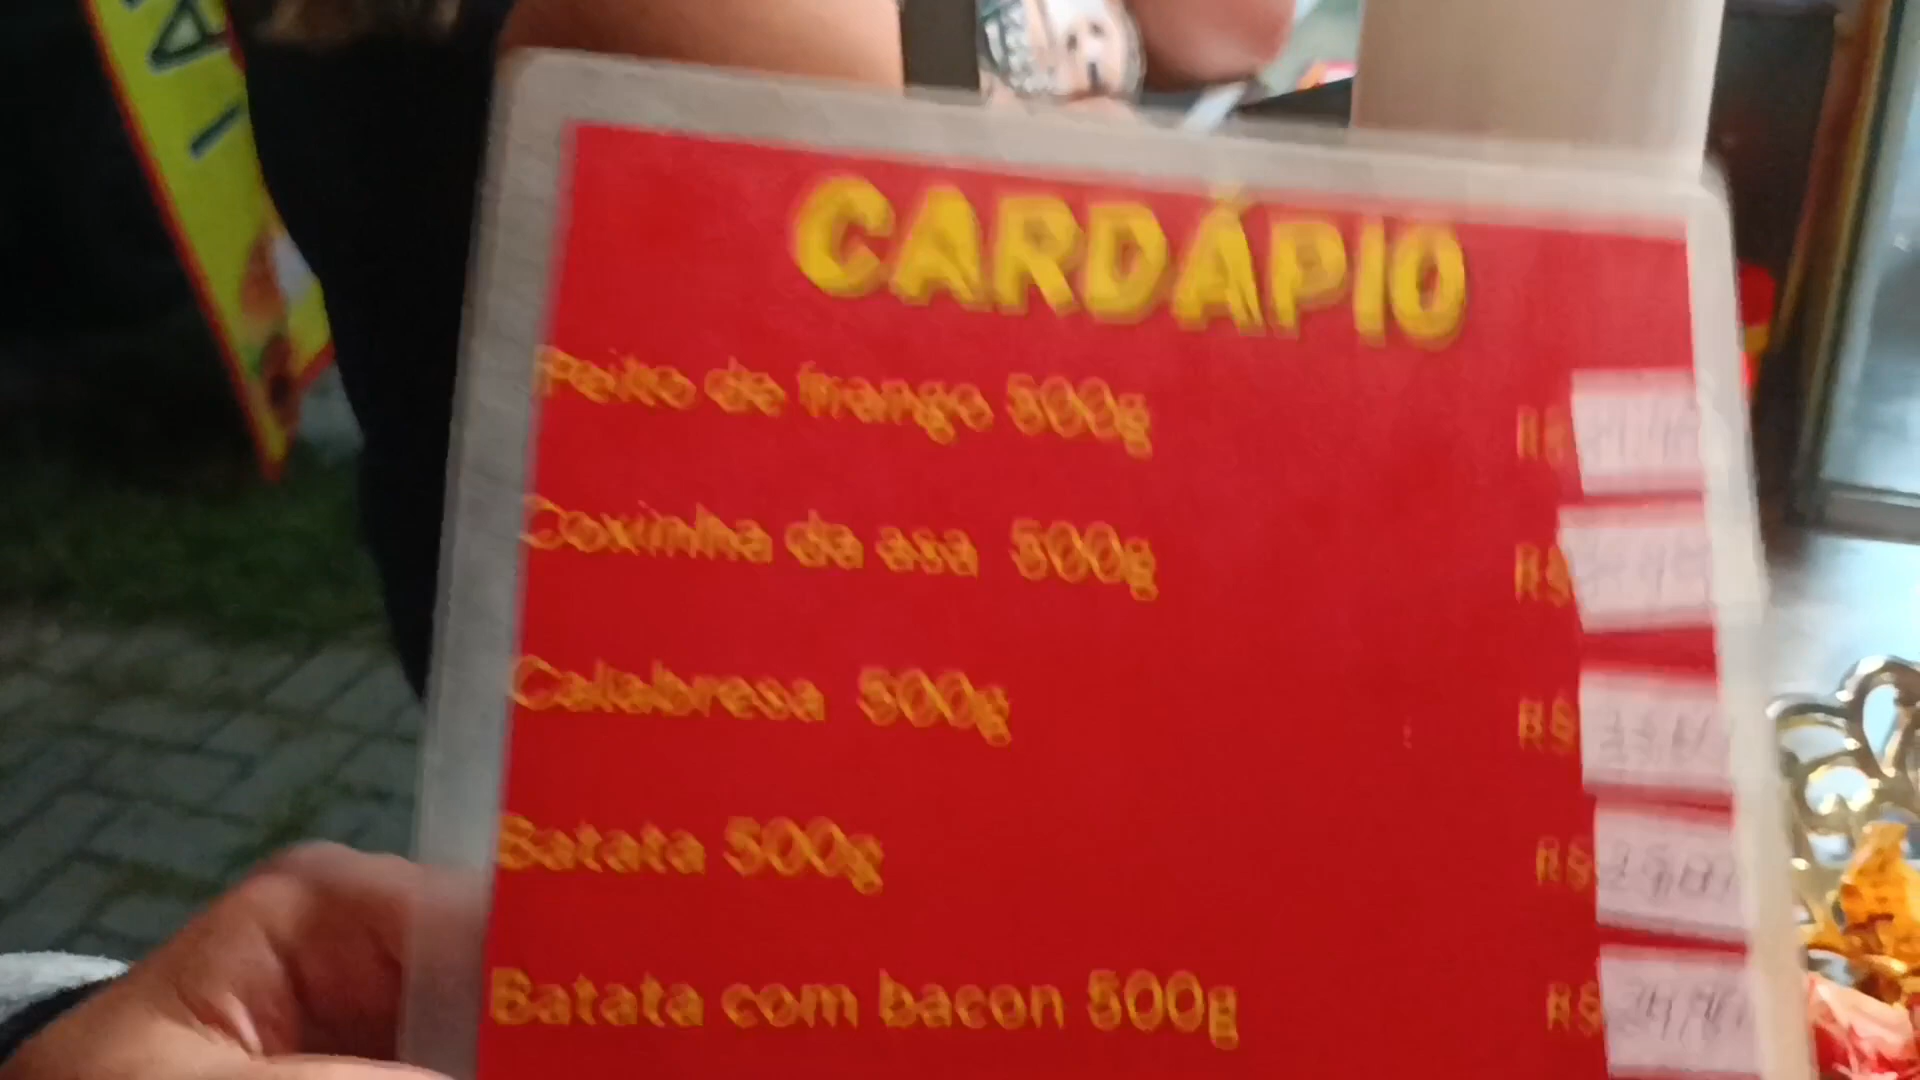 CARDÁPIO
Peito de frango 500g R$
Coxinha da asa 500g R$
Calabresa 500g R$
Batata 500g R$
Batata com bacon 500g R$